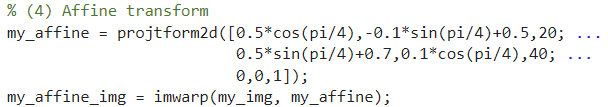 % (4) Affine transform
my_affine = projtform2d([0.5*cos(pi/4),-0.1*sin(pi/4)+0.5,20; ...
0.5*sin(pi/4)+0.7,0.1*cos(pi/4),40; ...
0,0,1]);
my_affine_img = imwarp(my_img, my_affine);